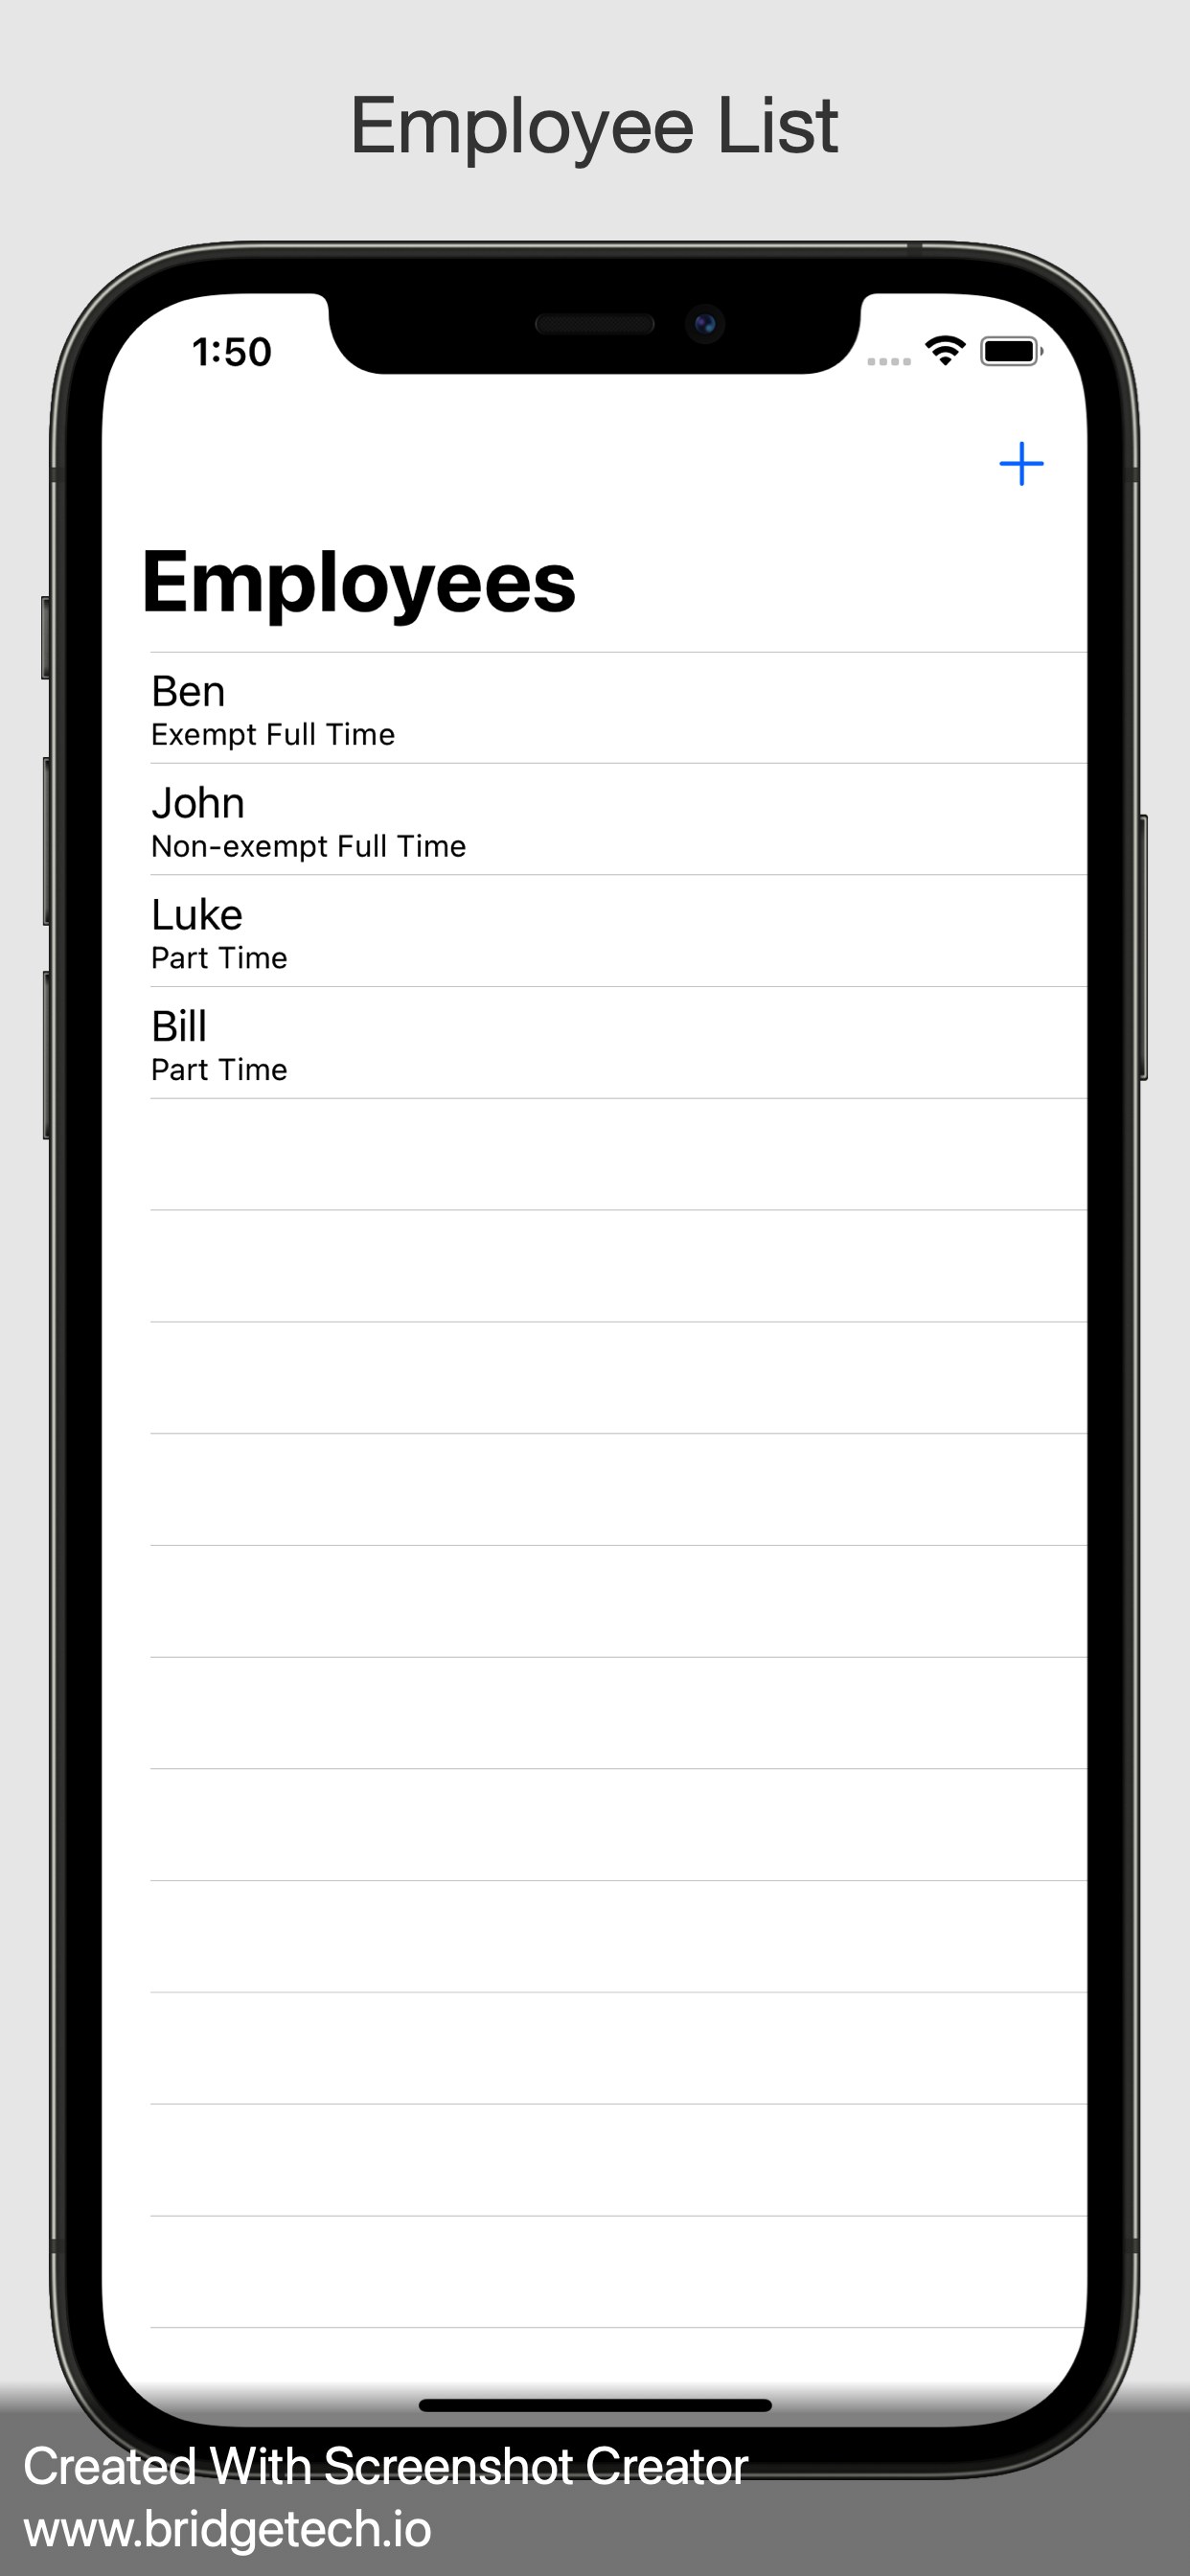 Employee List
1:50
Employees
Ben
Exempt Full Time
John
Non-exempt Full Time
Luke
Part Time
Bill
Part Time
Created With Screenshot Creator
www.bridgetech.io